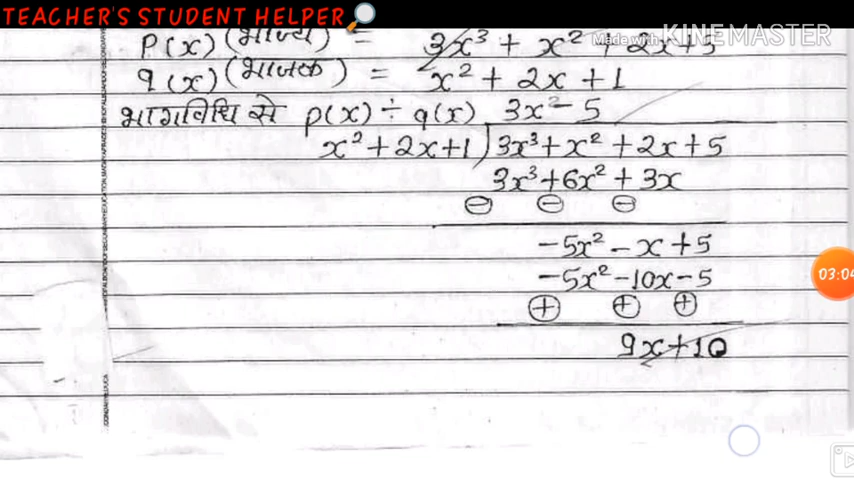 TEACHER'S STUDENT HELPER
Made with KINEMASTER
P(x) (भाज्य) = 3x³ + x² + 2x+5
q(x) (भाजक) = x² + 2x +1
भागविधि से p(x) ÷ q(x) 3x²-5
x²+2x+1)3x³+x²+2x+5
3x³+6x²+3x
⊖ ⊖ ⊖
-5x²-x+5
-5x²-10x-5
⊕ ⊕ ⊕
9x+10
03:04